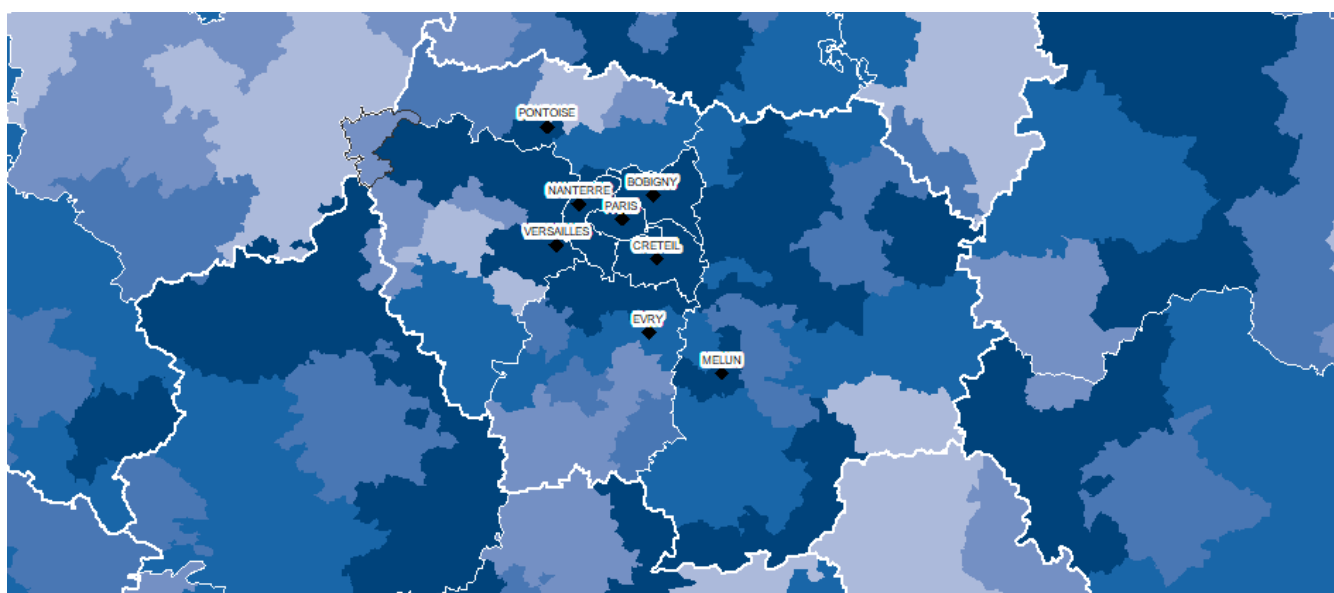 PONTOISE
NANTERRE
BOBIGNY
PARIS
VERSAILLES
CRETEIL
EVRY
MELUN